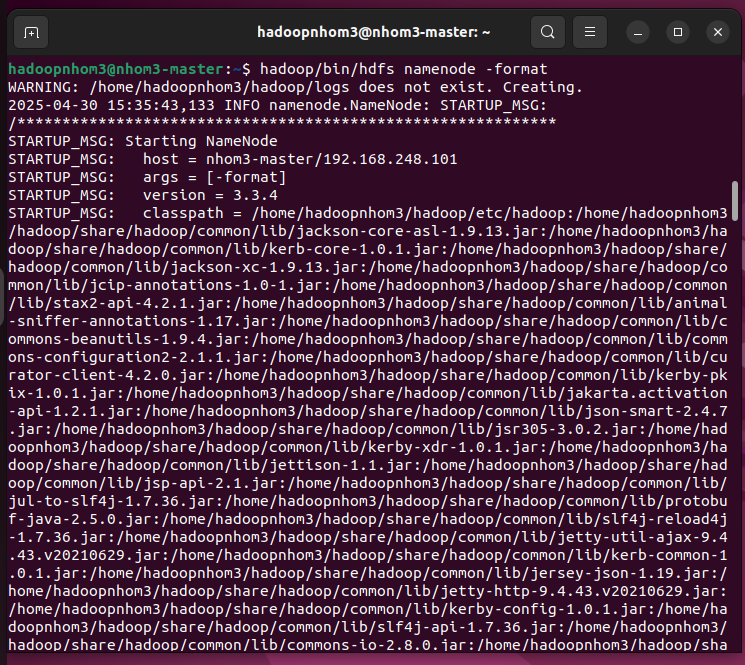 hadoopnhom3@nhom3-master: ~
hadoopnhom3@nhom3-master:~$ hadoop/bin/hdfs namenode -format
WARNING: /home/hadoopnhom3/hadoop/logs does not exist. Creating.
2025-04-30 15:35:43,133 INFO namenode.NameNode: STARTUP_MSG:
/************************************************************
STARTUP_MSG: Starting NameNode
STARTUP_MSG:   host = nhom3-master/192.168.248.101
STARTUP_MSG:   args = [-format]
STARTUP_MSG:   version = 3.3.4
STARTUP_MSG:   classpath = /home/hadoopnhom3/hadoop/etc/hadoop:/home/hadoopnhom3
/hadoop/share/hadoop/common/lib/jackson-core-asl-1.9.13.jar:/home/hadoopnhom3/ha
doop/share/hadoop/common/lib/kerb-core-1.0.1.jar:/home/hadoopnhom3/hadoop/share/
hadoop/common/lib/jackson-xc-1.9.13.jar:/home/hadoopnhom3/hadoop/share/hadoop/co
mmon/lib/jcip-annotations-1.0-1.jar:/home/hadoopnhom3/hadoop/share/hadoop/common
/lib/stax2-api-4.2.1.jar:/home/hadoopnhom3/hadoop/share/hadoop/common/lib/animal
-sniffer-annotations-1.17.jar:/home/hadoopnhom3/hadoop/share/hadoop/common/lib/c
ommons-beanutils-1.9.4.jar:/home/hadoopnhom3/hadoop/share/hadoop/common/lib/comm
ons-configuration2-2.1.1.jar:/home/hadoopnhom3/hadoop/share/hadoop/common/lib/cu
rator-client-4.2.0.jar:/home/hadoopnhom3/hadoop/share/hadoop/common/lib/kerby-pk
ix-1.0.1.jar:/home/hadoopnhom3/hadoop/share/hadoop/common/lib/jakarta.activation
-api-1.2.1.jar:/home/hadoopnhom3/hadoop/share/hadoop/common/lib/json-smart-2.4.7
.jar:/home/hadoopnhom3/hadoop/share/hadoop/common/lib/jsr305-3.0.2.jar:/home/had
oopnhom3/hadoop/share/hadoop/common/lib/kerby-xdr-1.0.1.jar:/home/hadoopnhom3/ha
doop/share/hadoop/common/lib/jettison-1.1.jar:/home/hadoopnhom3/hadoop/share/had
oop/common/lib/jsp-api-2.1.jar:/home/hadoopnhom3/hadoop/share/hadoop/common/lib/
jul-to-slf4j-1.7.36.jar:/home/hadoopnhom3/hadoop/share/hadoop/common/lib/protobu
f-java-2.5.0.jar:/home/hadoopnhom3/hadoop/share/hadoop/common/lib/slf4j-reload4j
-1.7.36.jar:/home/hadoopnhom3/hadoop/share/hadoop/common/lib/jetty-util-ajax-9.4
.43.v20210629.jar:/home/hadoopnhom3/hadoop/share/hadoop/common/lib/kerb-common-1
.0.1.jar:/home/hadoopnhom3/hadoop/share/hadoop/common/lib/jersey-json-1.19.jar:/
home/hadoopnhom3/hadoop/share/hadoop/common/lib/jetty-http-9.4.43.v20210629.jar:
/home/hadoopnhom3/hadoop/share/hadoop/common/lib/kerby-config-1.0.1.jar:/home/ha
doopnhom3/hadoop/share/hadoop/common/lib/slf4j-api-1.7.36.jar:/home/hadoopnhom3/
hadoop/share/hadoop/common/lib/commons-io-2.8.0.jar:/home/hadoopnhom3/hadoop/sha